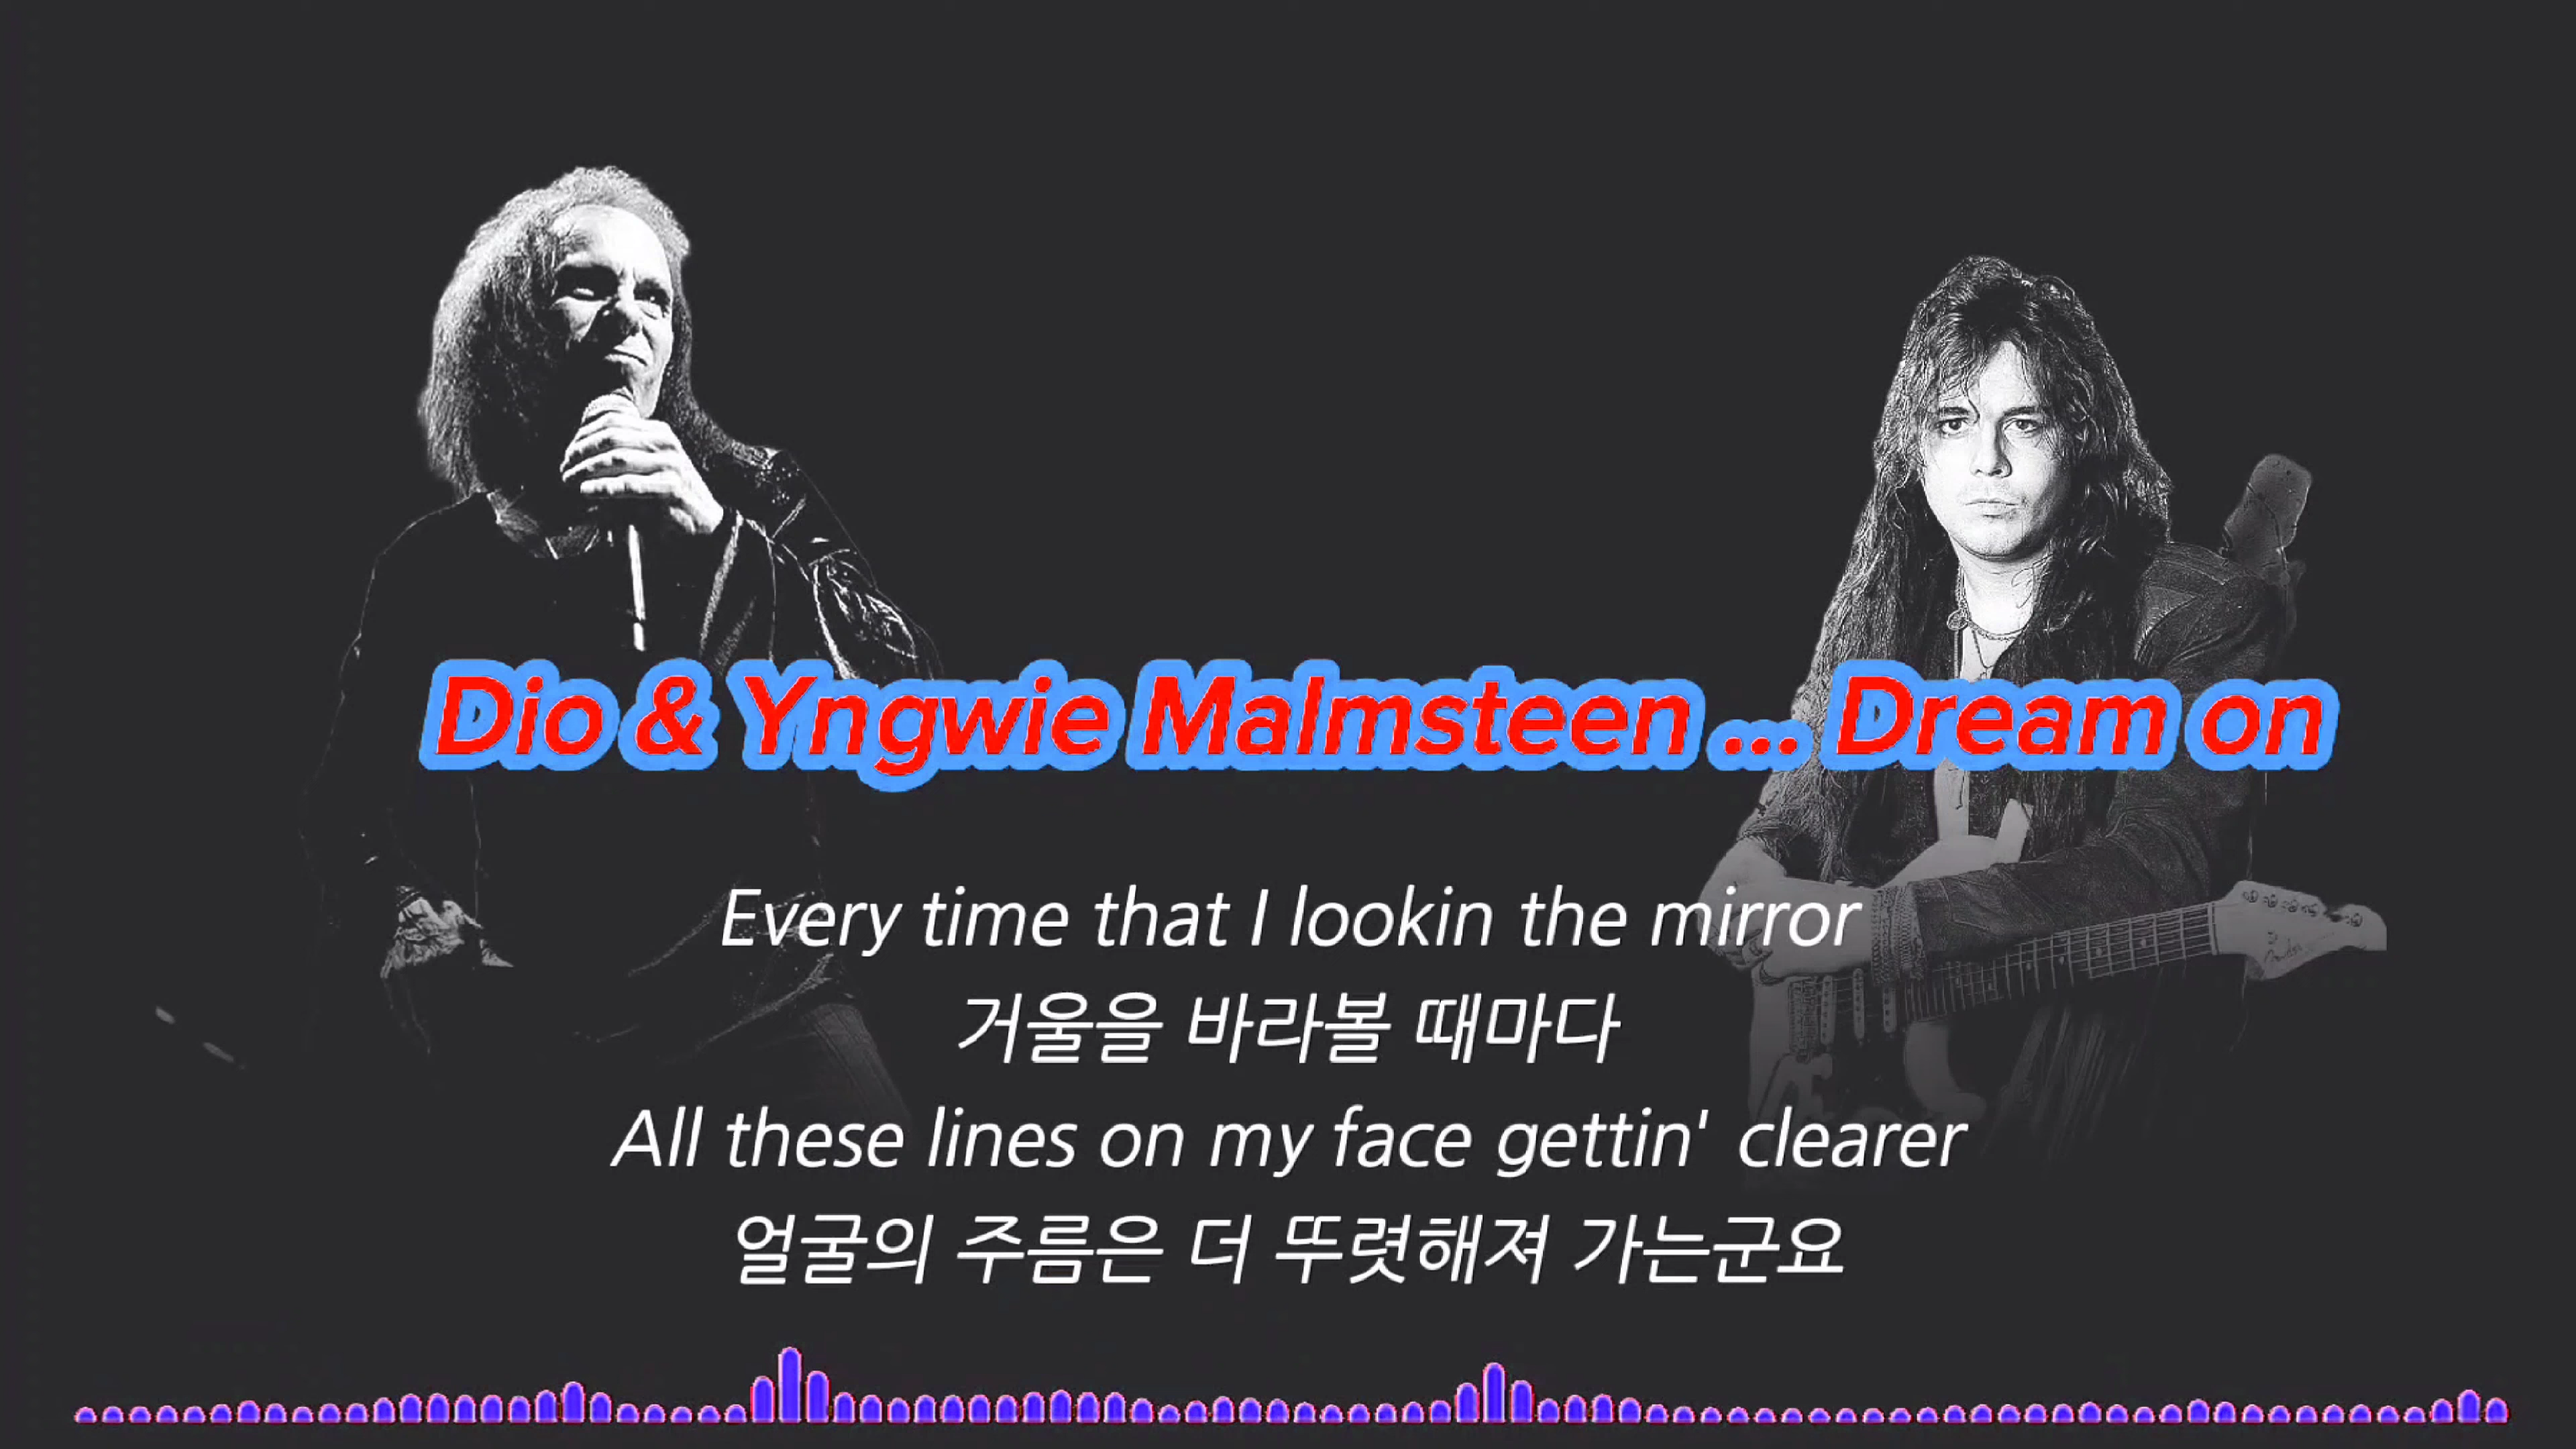 Dio & Yngwie Malmsteen ... Dream on
Every time that I lookin the mirror
거울을 바라볼 때마다
All these lines on my face gettin' clearer
얼굴의 주름은 더 뚜렷해져 가는군요